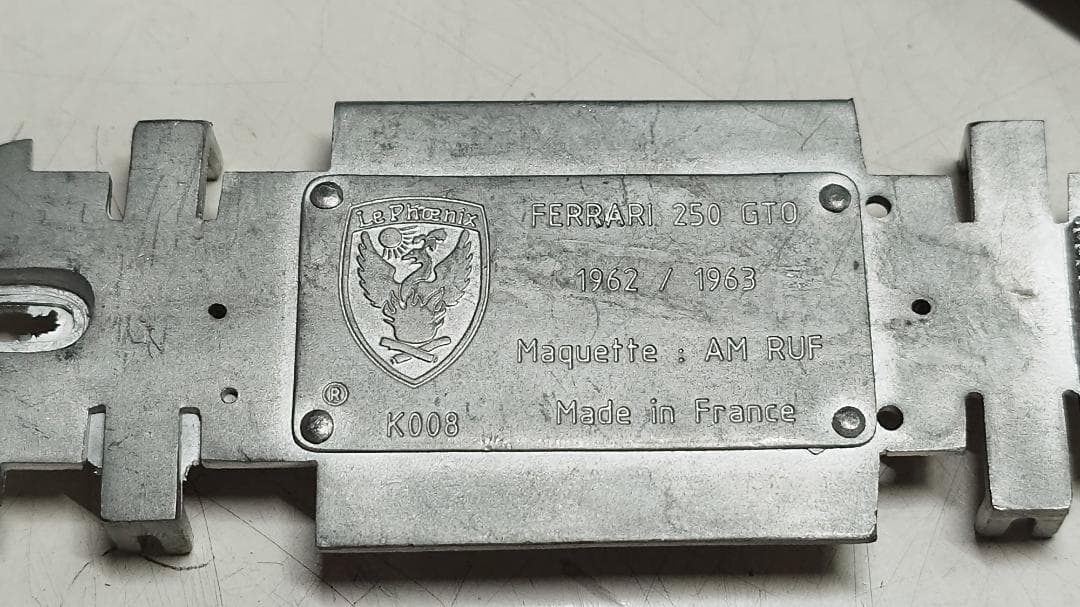 Le Phœnix
®
K008
FERRARI 250 GTO
1962 / 1963
Maquette : AM RUF
Made in France